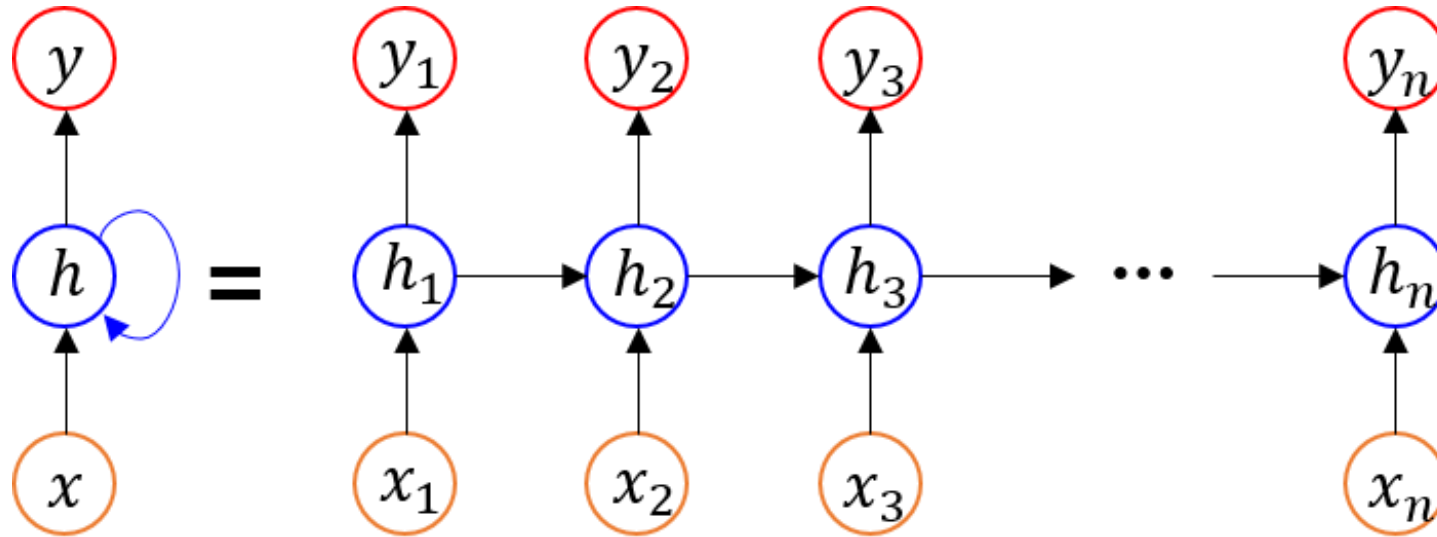 y y₁ y₂ y₃ yₙ
h = h₁ h₂ h₃ ... hₙ
x x₁ x₂ x₃ xₙ